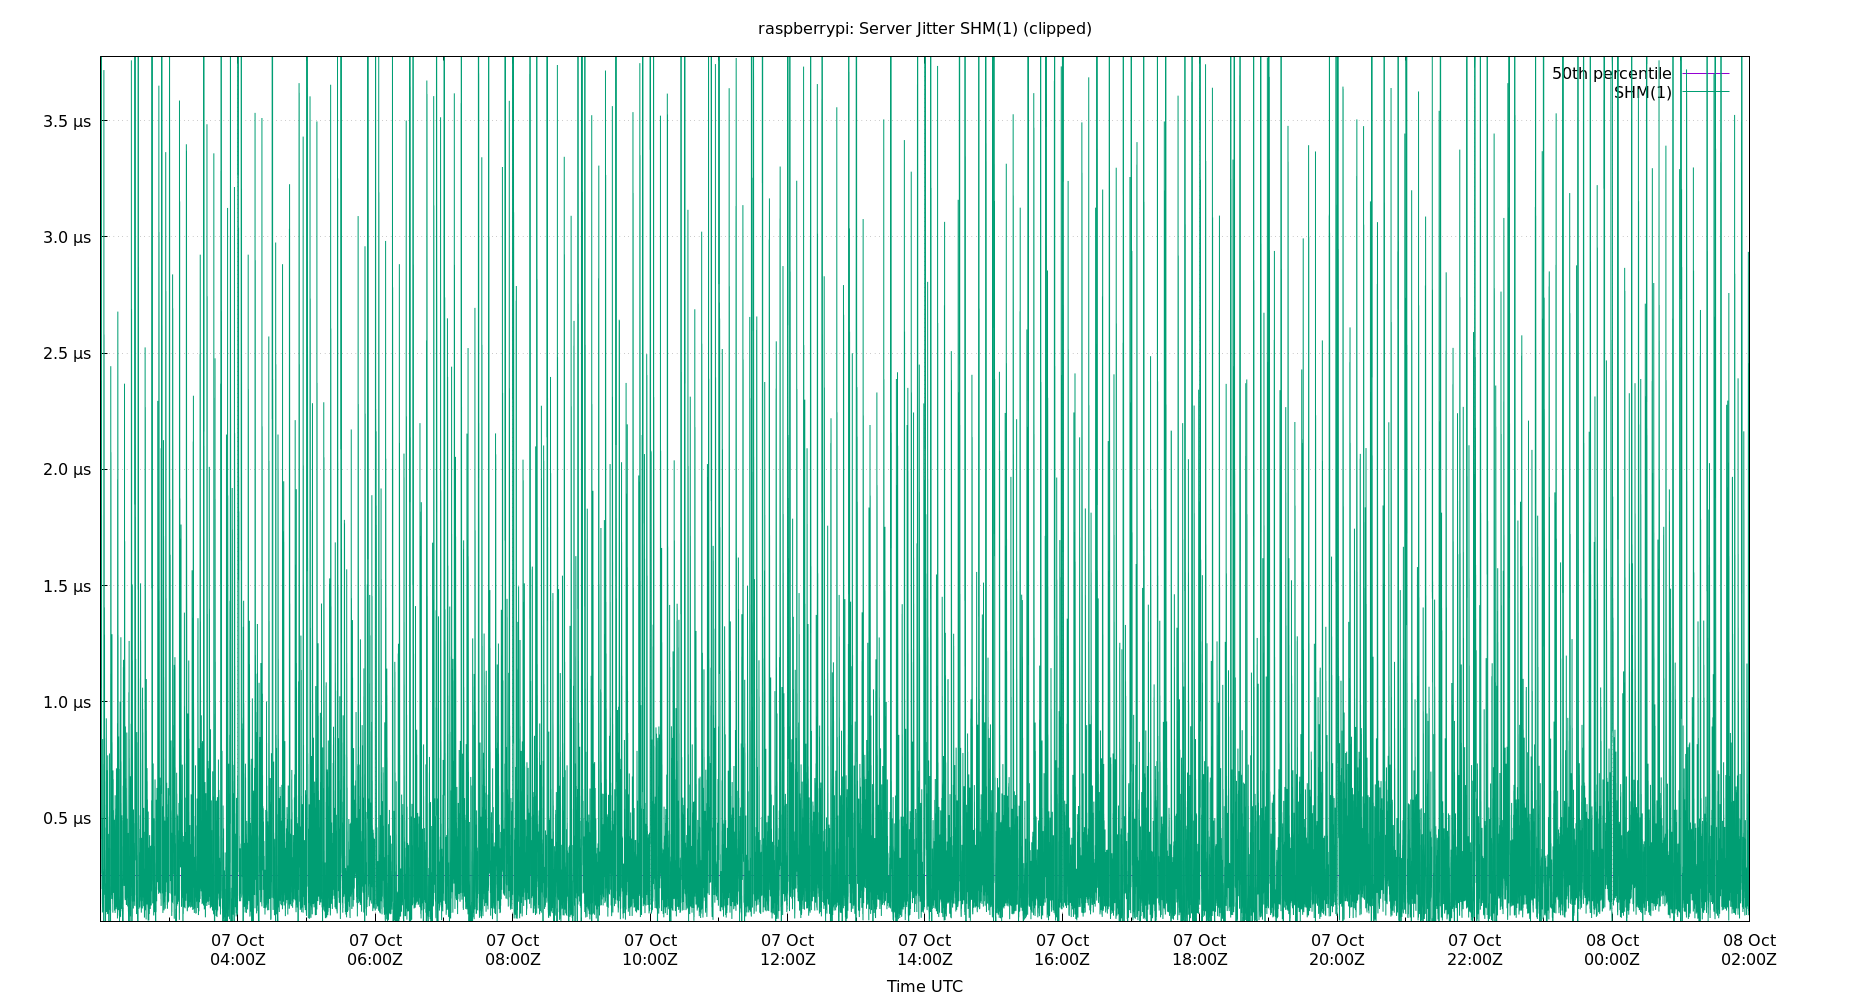 raspberrypi: Server Jitter SHM(1) (clipped)
50th percentile
SHM(1)
3.5 µs
3.0 µs
2.5 µs
2.0 µs
1.5 µs
1.0 µs
0.5 µs
07 Oct 07 Oct 07 Oct 07 Oct 07 Oct 07 Oct 07 Oct 07 Oct 07 Oct 07 Oct 08 Oct 08 Oct
04:00Z 06:00Z 08:00Z 10:00Z 12:00Z 14:00Z 16:00Z 18:00Z 20:00Z 22:00Z 00:00Z 02:00Z
Time UTC